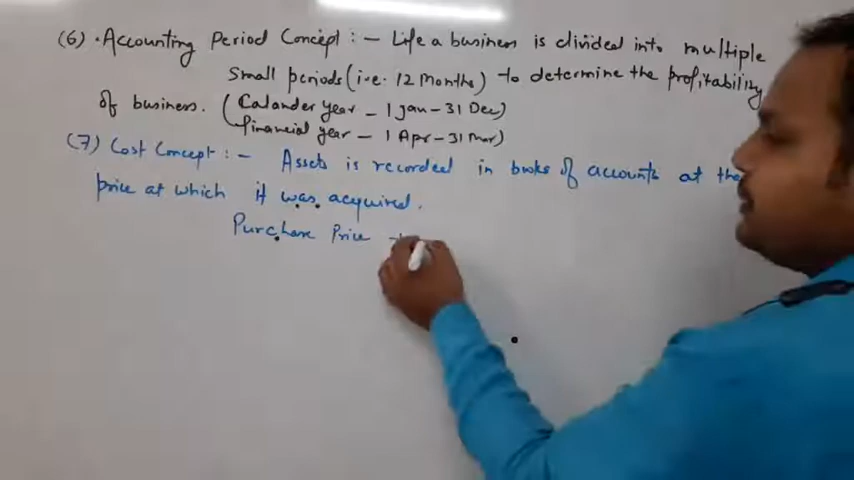 (6) . Accounting Period Concept : - Life a business is divided into multiple
small periods (i.e. 12 Months) to determine the profitability
of business. (Calander year - 1 Jan - 31 Dec)
financial year - 1 Apr - 31 Mar)
(7) Cost Concept : - Assets is recorded in books of accounts at the
price at which it was acquired.
Purchase Price